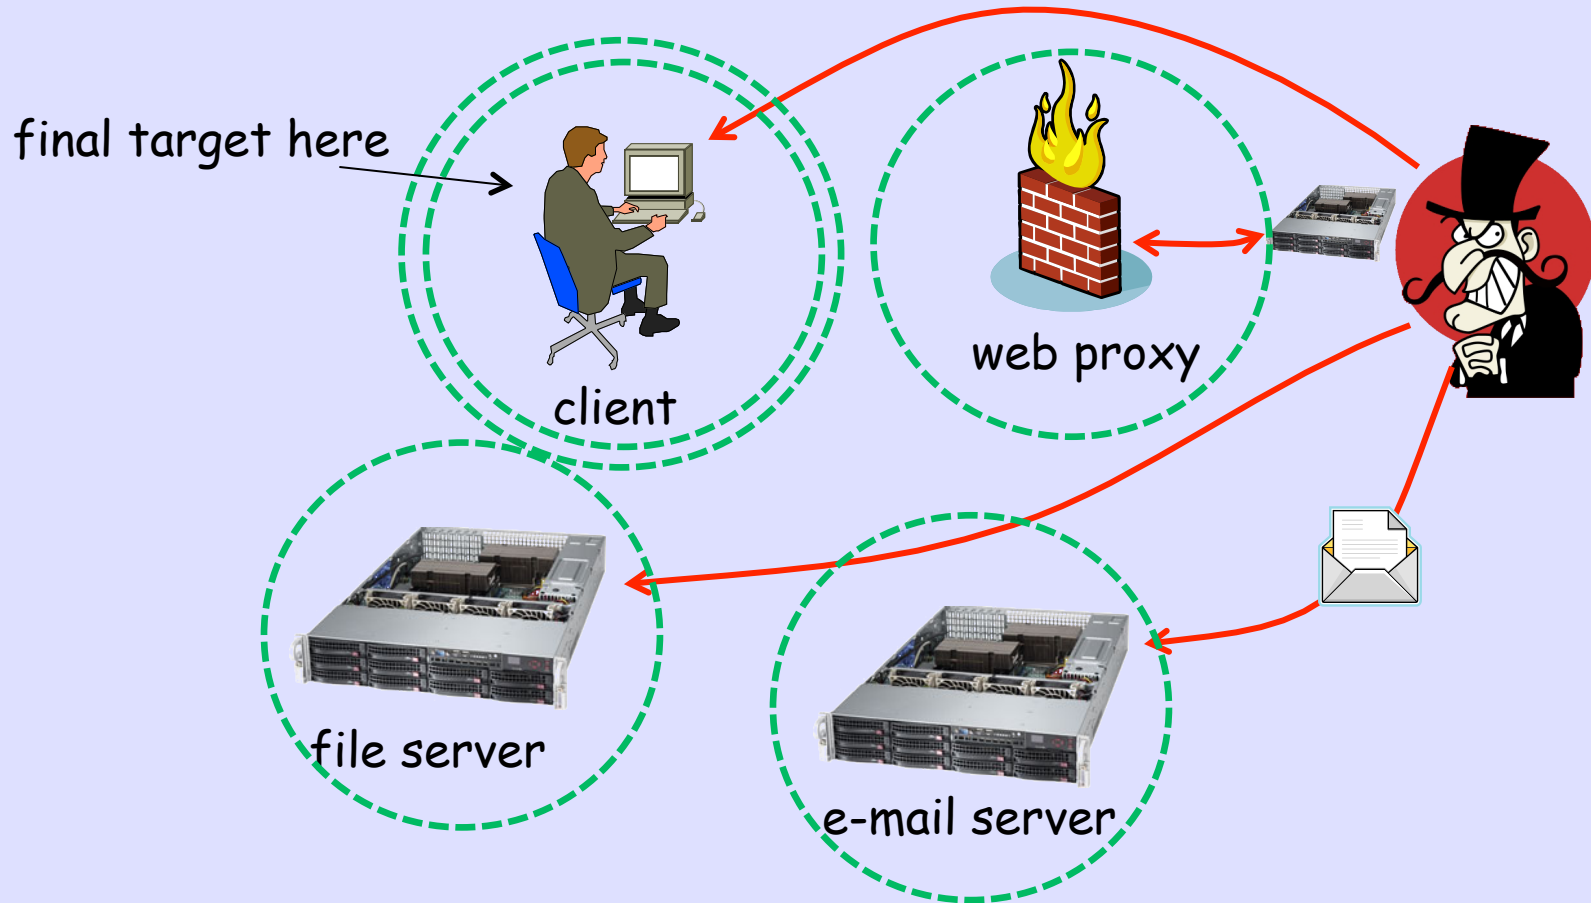 final target here
client
web proxy
file server
e-mail server